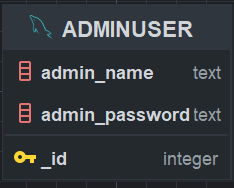 ADMINUSER
admin_name text
admin_password text
_id integer